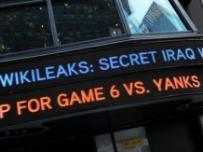 WIKILEAKS: SECRET IRAQ
P FOR GAME 6 VS. YANKS